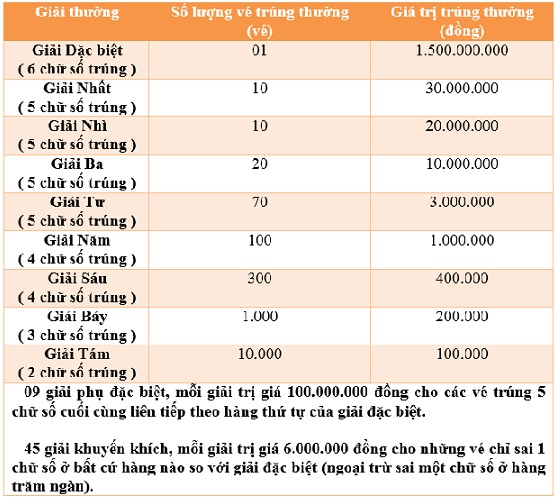 Giải thưởng Số lượng vé trúng thưởng (vé) Giá trị trúng thưởng (đồng)
Giải Đặc biệt 01 1.500.000.000
( 6 chữ số trúng )
Giải Nhất 10 30.000.000
( 5 chữ số trúng )
Giải Nhì 10 20.000.000
( 5 chữ số trúng )
Giải Ba 20 10.000.000
( 5 chữ số trúng )
Giải Tư 70 3.000.000
( 5 chữ số trúng )
Giải Năm 100 1.000.000
( 4 chữ số trúng )
Giải Sáu 300 400.000
( 4 chữ số trúng )
Giải Bảy 1.000 200.000
( 3 chữ số trúng )
Giải Tám 10.000 100.000
( 2 chữ số trúng )
09 giải phụ đặc biệt, mỗi giải trị giá 100.000.000 đồng cho các vé trúng 5
chữ số cuối cùng liên tiếp theo hàng thứ tự của giải đặc biệt.
45 giải khuyến khích, mỗi giải trị giá 6.000.000 đồng cho những vé chỉ sai 1
chữ số ở bất cứ hàng nào so với giải đặc biệt (ngoại trừ sai một chữ số ở hàng
trăm ngàn).